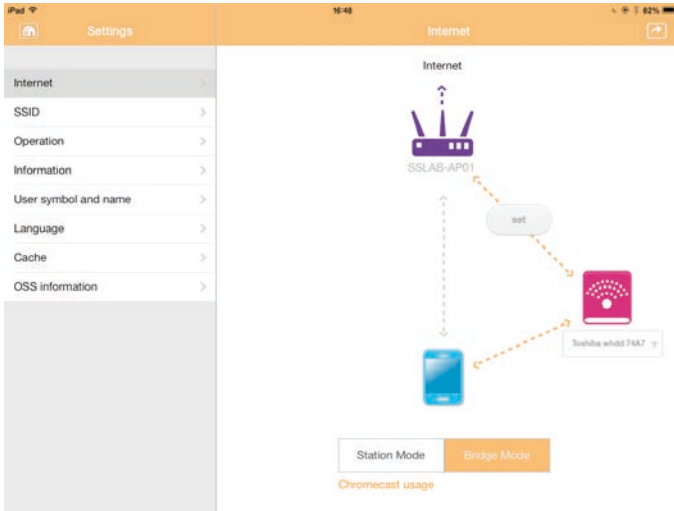 iPad 16:48 62%
Settings Internet
Internet
SSID
Operation
Information
User symbol and name
Language
Cache
OSS information
Internet
SSLAB-AP01
set
Toshiba whdd 74A7
Station Mode Bridge Mode
Chromecast usage